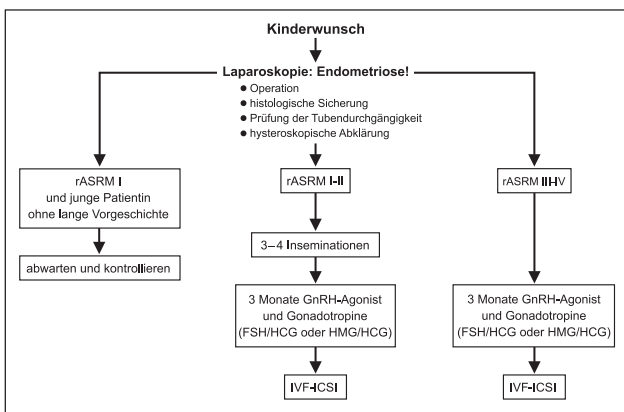 Kinderwunsch
Laparoskopie: Endometriose!
● Operation
● histologische Sicherung
● Prüfung der Tubendurchgängigkeit
● hysteroskopische Abklärung
rASRM I
und junge Patientin
ohne lange Vorgeschichte
abwarten und kontrollieren
rASRM I-II
3–4 Inseminationen
3 Monate GnRH-Agonist
und Gonadotropine
(FSH/HCG oder HMG/HCG)
IVF-ICSI
rASRM III-IV
3 Monate GnRH-Agonist
und Gonadotropine
(FSH/HCG oder HMG/HCG)
IVF-ICSI